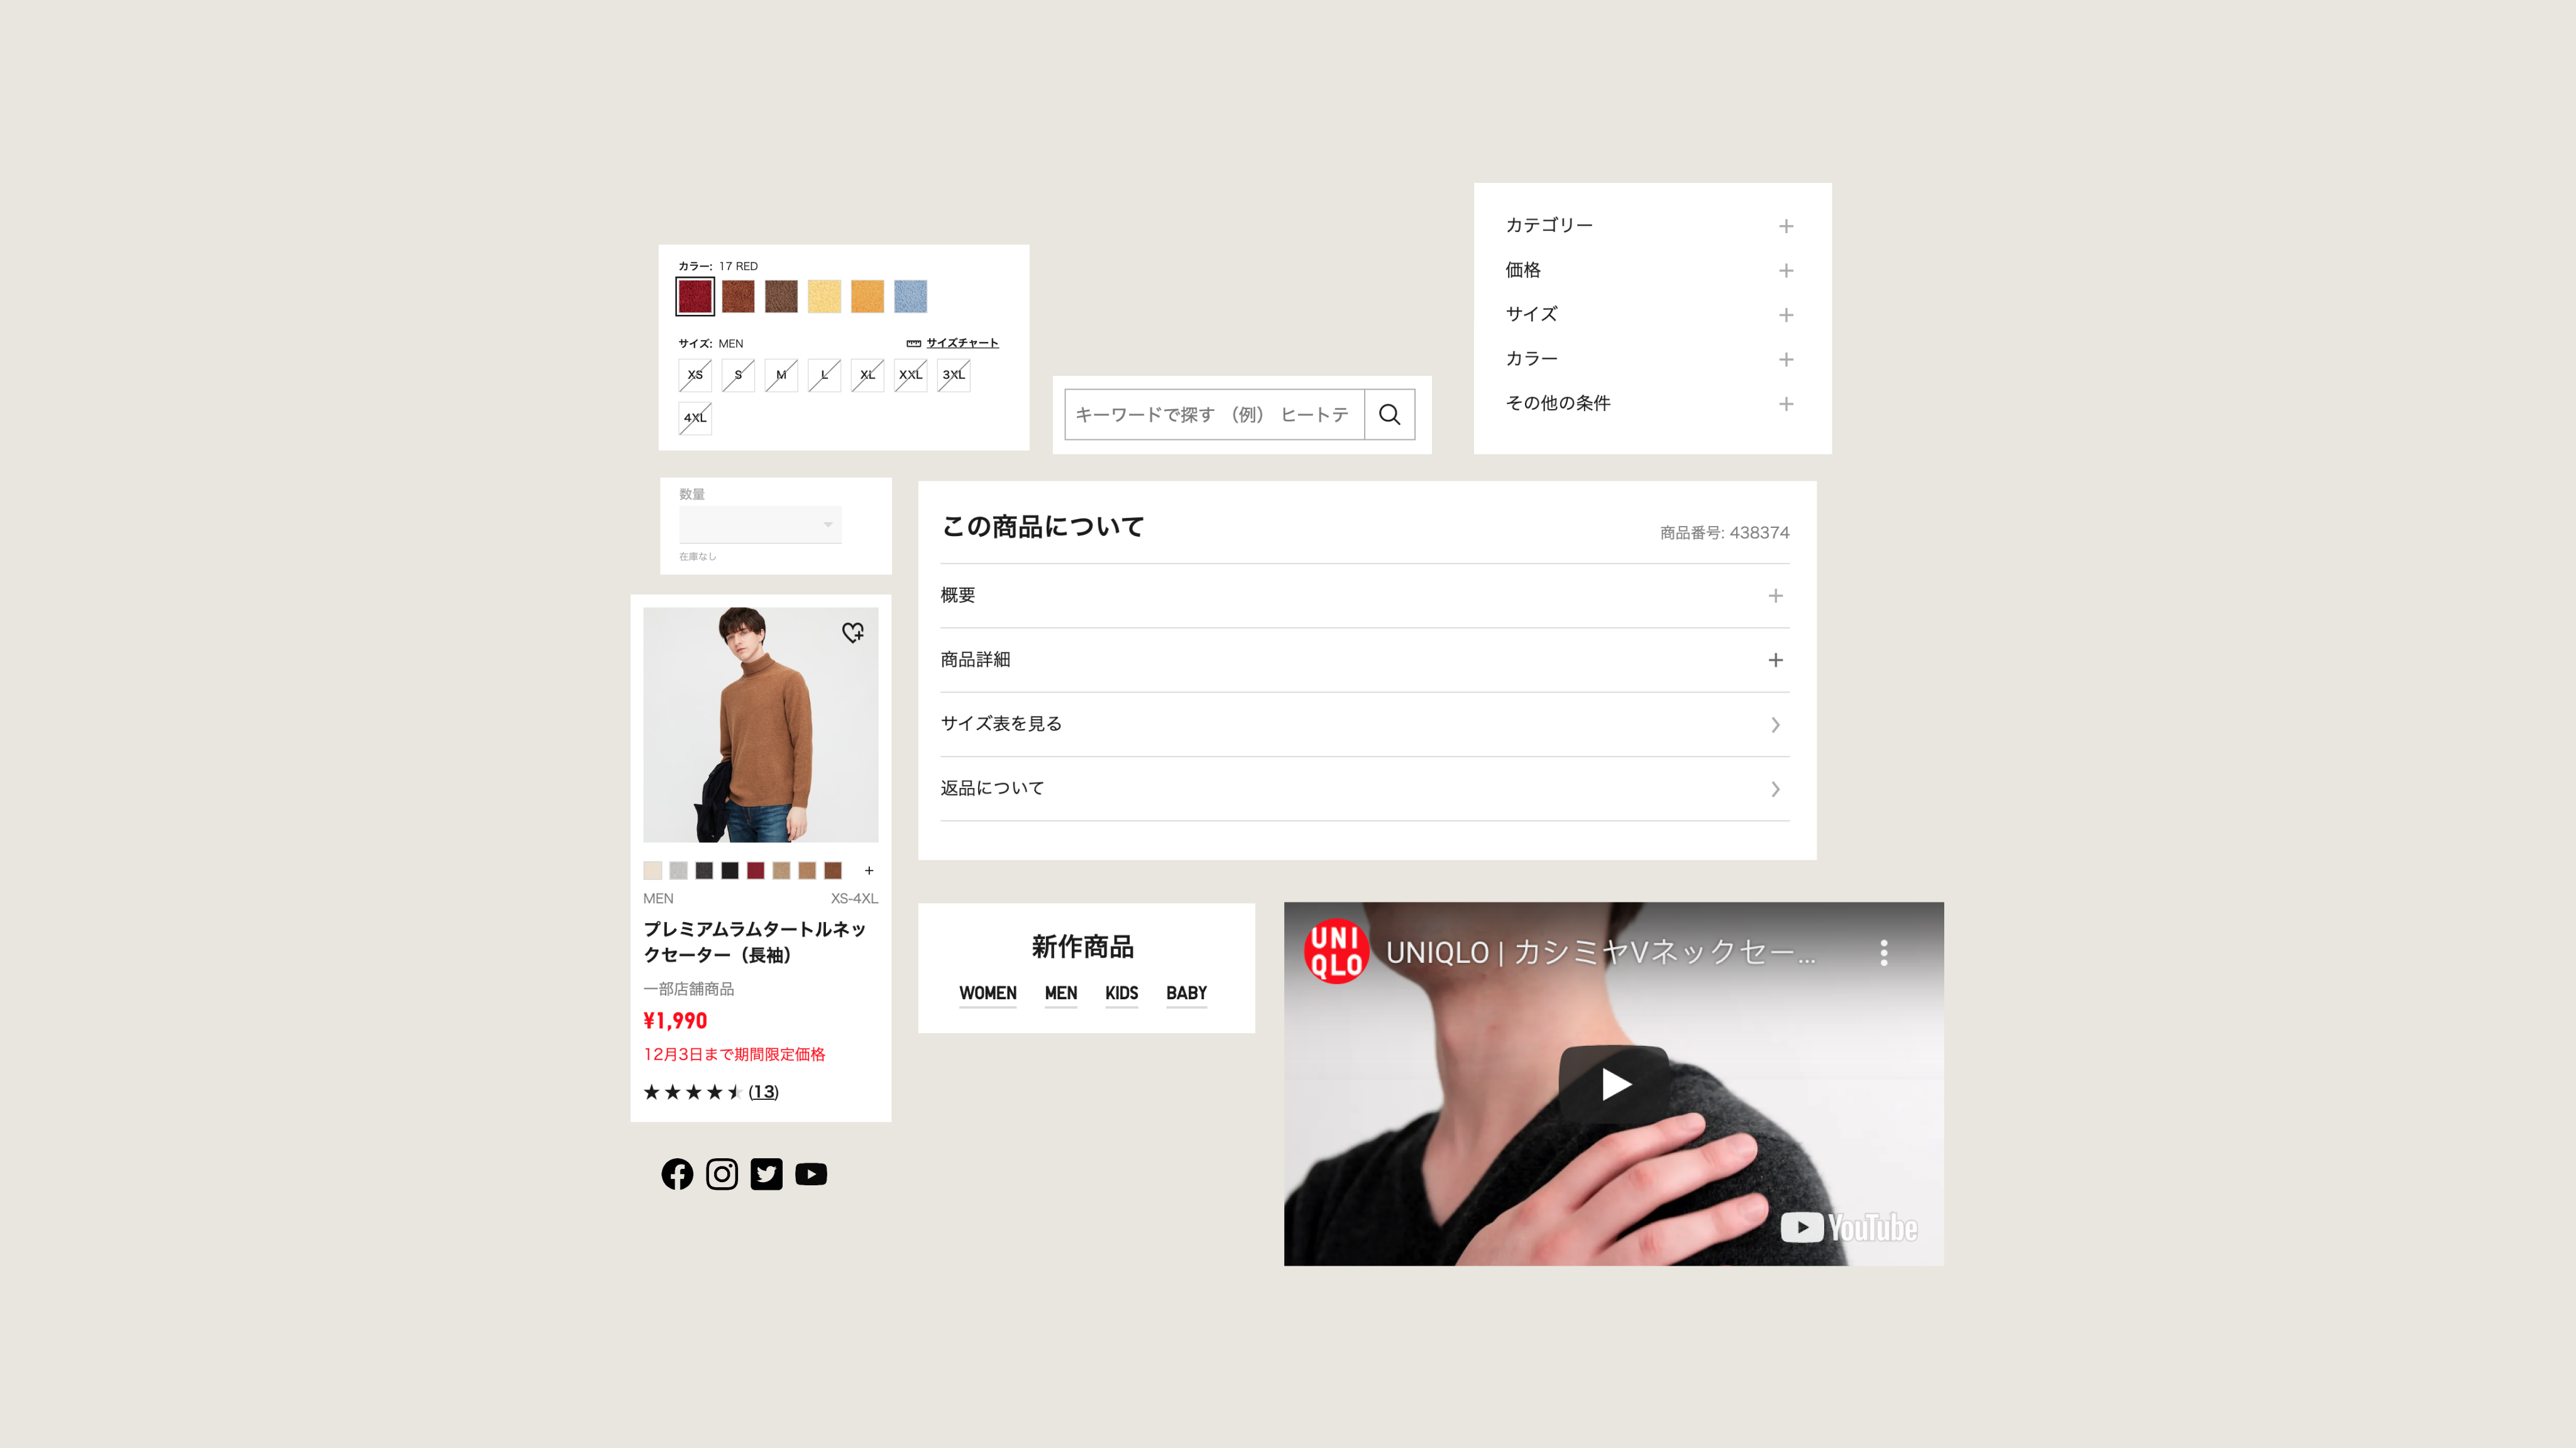 カラー: 17 RED
サイズ: MEN
サイズチャート
XS S M L XL XXL 3XL
4XL
キーワードで探す （例） ヒートテ
カテゴリー
価格
サイズ
カラー
その他の条件
数量
在庫なし
この商品について
商品番号: 438374
概要
商品詳細
サイズ表を見る
返品について
MEN
XS-4XL
プレミアムラムタートルネッ
クセーター（長袖）
一部店舗商品
¥1,990
12月3日まで期間限定価格
(13)
新作商品
WOMEN MEN KIDS BABY
UNI
QLO
UNIQLO | カシミヤVネックセー...
YouTube